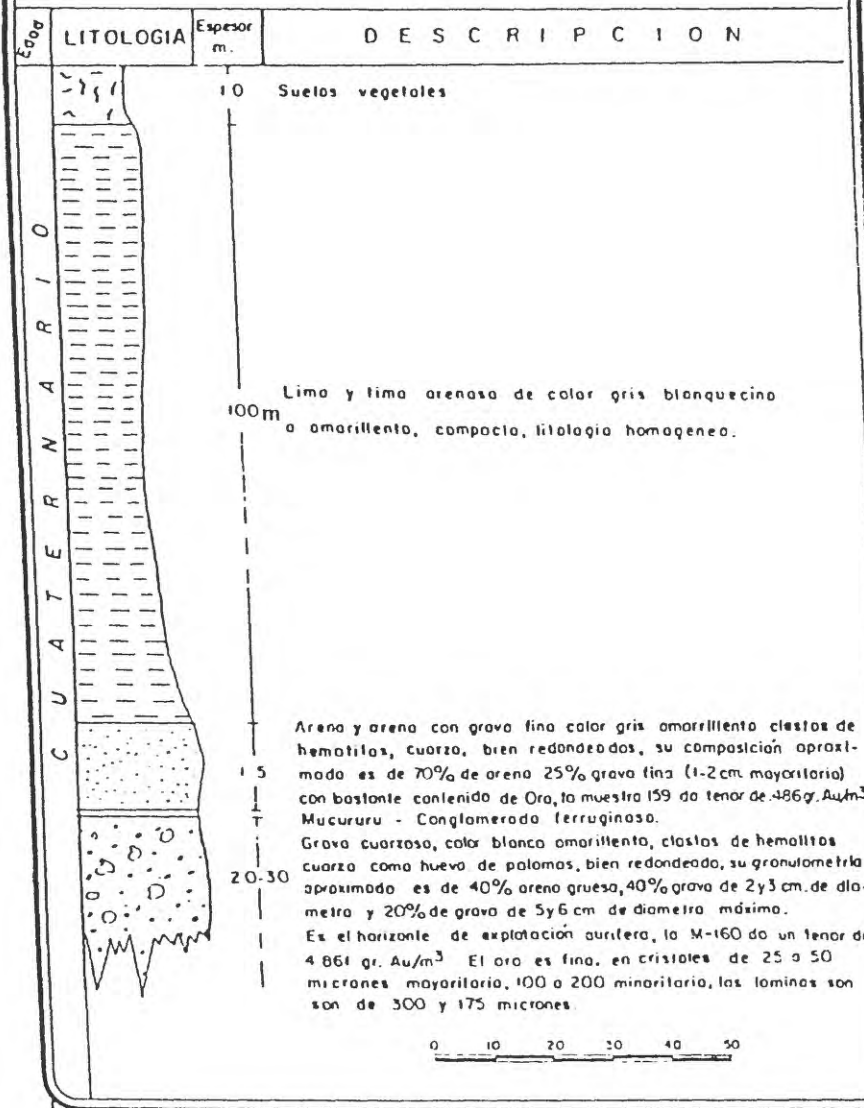 Edad LITOLOGIA Espesor m. DESCRIPCION
CUATERNARIO
10 Suelos vegetales
100 m
Limo y limo arenoso de color gris blanquecino
a amarillento, compacto, litologia homogenea.
1 5
Arena y arena con grava fina color gris amarrillento clastos de
hematitas, cuarzo, bien redondeados, su composición aproxi-
mada es de 70% de arena 25% grava fina (1-2 cm mayoritario)
con bastante contenido de Oro, la muestra 159 da tenor de .486 gr. Au/m³
Mucururu - Conglomerado ferruginoso.
20-30
Grava cuarzosa, color blanco amarillento, clastos de hematitas
cuarzo como huevo de palomas, bien redondeado, su granulometria
aproximada es de 40% arena gruesa, 40% grava de 2 y 3 cm. de dia-
metro y 20% de grava de 5 y 6 cm de diametro máximo.
Es el horizonte de explotación aurifera, la M-160 da un tenor de
4 861 gr. Au/m³ El oro es fino, en cristales de 25 a 50
micrones mayoritario, 100 a 200 minoritario, las laminas son
son de 300 y 175 micrones.
0 10 20 30 40 50